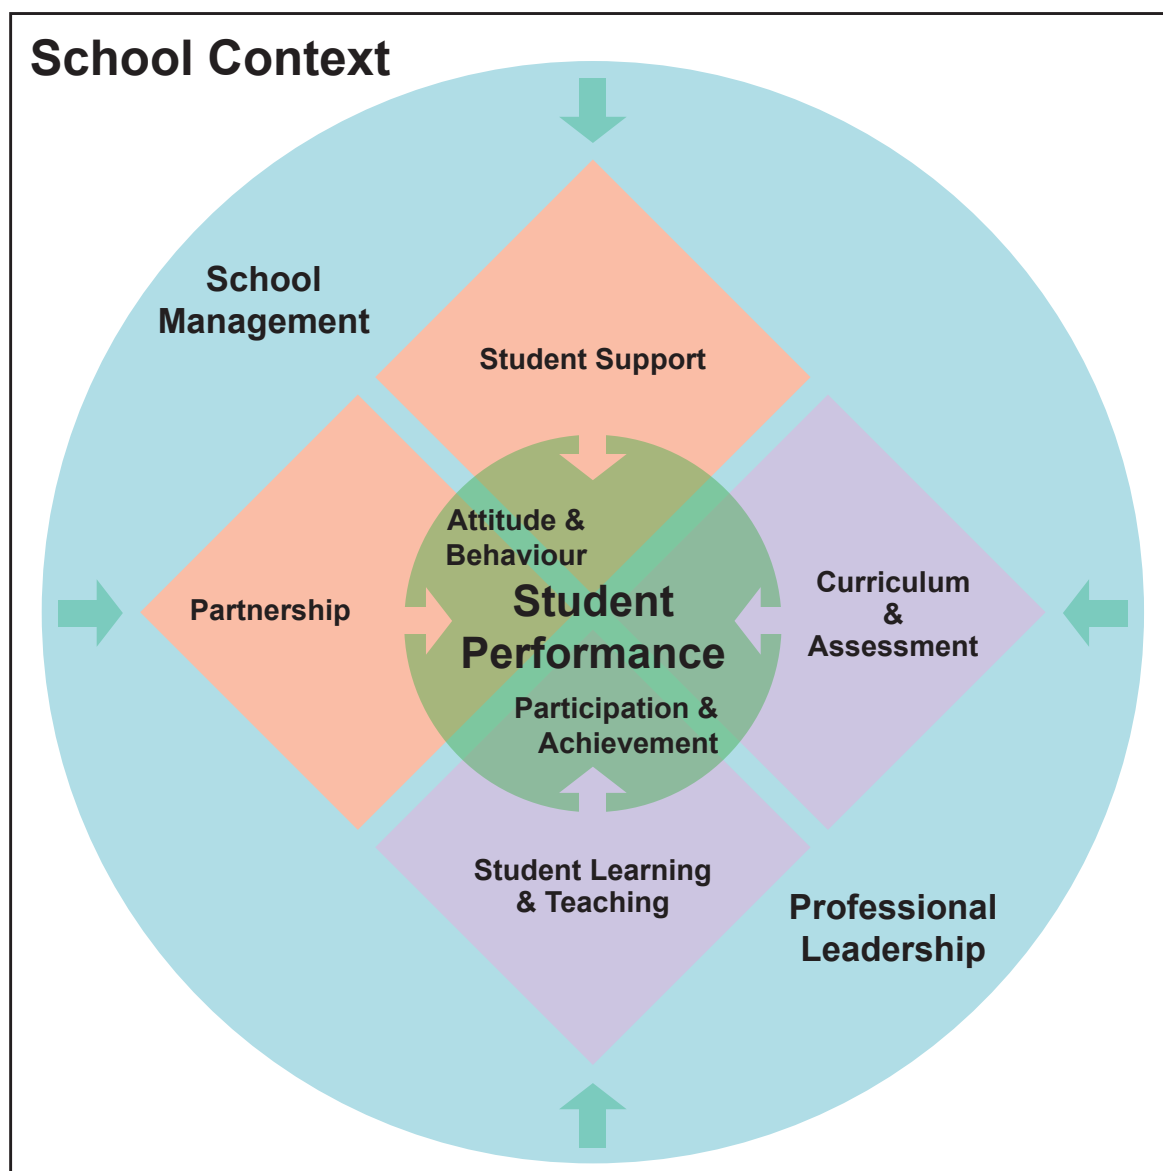 School Context
School
Management
Student Support
Attitude &
Behaviour
Partnership
Student
Performance
Curriculum
&
Assessment
Participation &
Achievement
Student Learning
& Teaching
Professional
Leadership